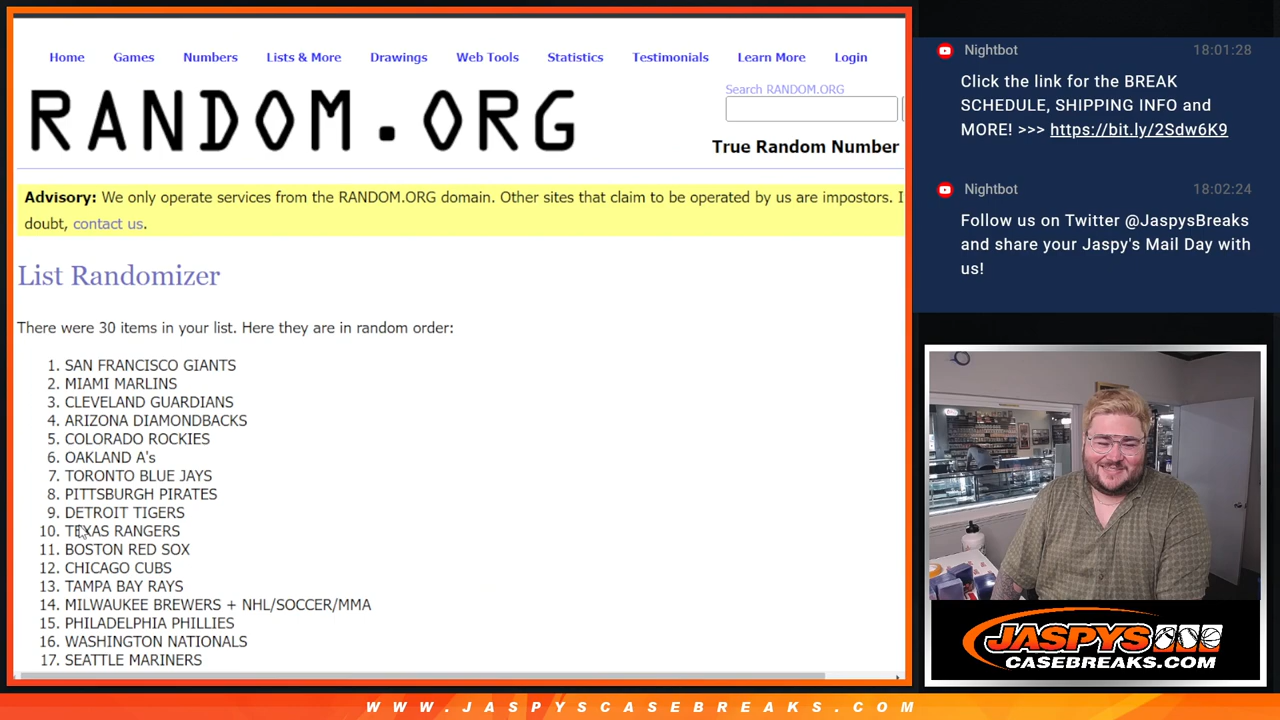 Home Games Numbers Lists & More Drawings Web Tools Statistics Testimonials Learn More Login
RANDOM.ORG
Search RANDOM.ORG
True Random Number
Advisory: We only operate services from the RANDOM.ORG domain. Other sites that claim to be operated by us are impostors. I
doubt, contact us.
List Randomizer
There were 30 items in your list. Here they are in random order:
1. SAN FRANCISCO GIANTS
2. MIAMI MARLINS
3. CLEVELAND GUARDIANS
4. ARIZONA DIAMONDBACKS
5. COLORADO ROCKIES
6. OAKLAND A's
7. TORONTO BLUE JAYS
8. PITTSBURGH PIRATES
9. DETROIT TIGERS
10. TEXAS RANGERS
11. BOSTON RED SOX
12. CHICAGO CUBS
13. TAMPA BAY RAYS
14. MILWAUKEE BREWERS + NHL/SOCCER/MMA
15. PHILADELPHIA PHILLIES
16. WASHINGTON NATIONALS
17. SEATTLE MARINERS
Nightbot 18:01:28
Click the link for the BREAK
SCHEDULE, SHIPPING INFO and
MORE! >>> https://bit.ly/2Sdw6K9
Nightbot 18:02:24
Follow us on Twitter @JaspysBreaks
and share your Jaspy's Mail Day with
us!
JASPYS
CASEBREAKS.COM
WWW.JASPYSCASEBREAKS.COM